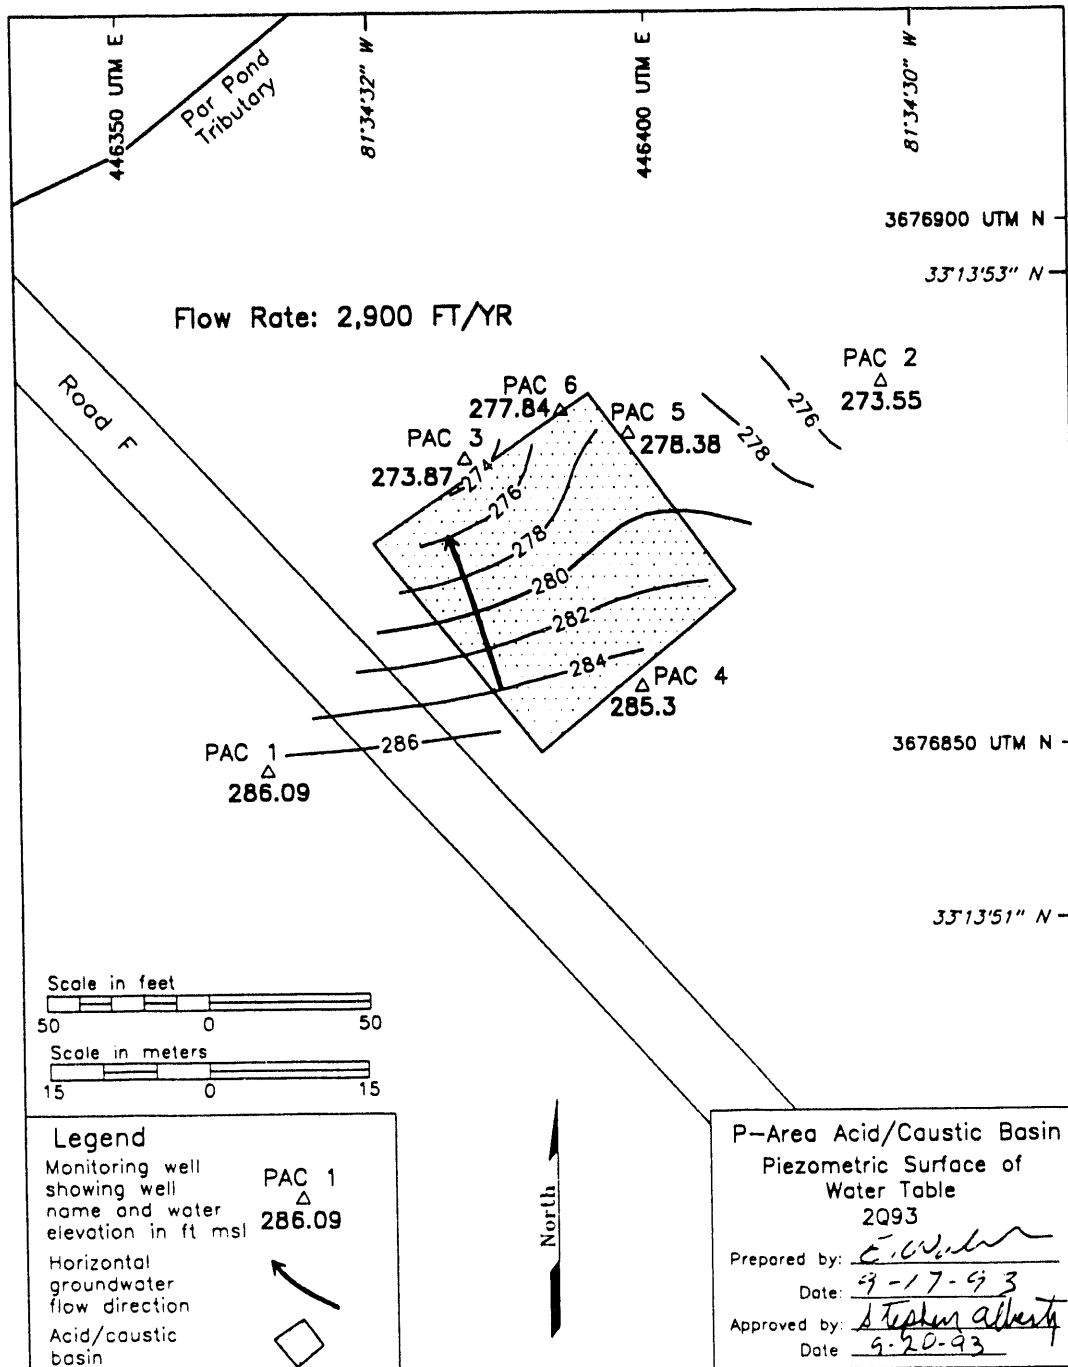 446350 UTM E
81°34'32" W
446400 UTM E
81°34'30" W
Par Pond
Tributary
3676900 UTM N
33°13'53" N
Flow Rate: 2,900 FT/YR
Road F
PAC 2
273.55
PAC 6
277.84
PAC 5
278.38
PAC 3
273.87
274
276
278
276
278
280
282
284
PAC 4
285.3
286
PAC 1
286.09
3676850 UTM N
33°13'51" N
Scale in feet
50 0 50
Scale in meters
15 0 15
Legend
Monitoring well
showing well
name and water
elevation in ft msl
PAC 1
286.09
Horizontal
groundwater
flow direction
Acid/caustic
basin
North
P-Area Acid/Caustic Basin
Piezometric Surface of
Water Table
2Q93
Prepared by:
Date: 9-17-93
Approved by: Stephen
Date 9-20-93